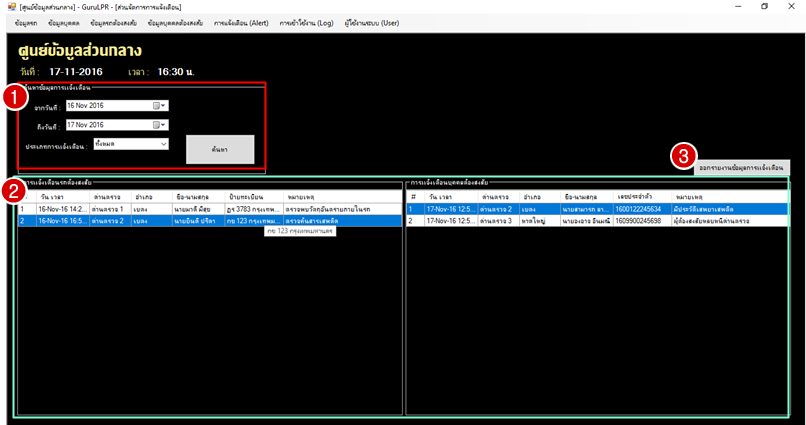 [ศูนย์ข้อมูลส่วนกลาง] - GuruLPR - [ส่วนจัดการการแจ้งเตือน]
ข้อมูลรถ ข้อมูลบุคคล ข้อมูลรถต้องสงสัย ข้อมูลบุคคลต้องสงสัย การแจ้งเตือน (Alert) การเข้าใช้งาน (Log) ผู้ใช้งานระบบ (User)
ศูนย์ข้อมูลส่วนกลาง
วันที่ : 17-11-2016 เวลา : 16:30 น.
ค้นหาข้อมูลการแจ้งเตือน
1
จากวันที่ : 16 Nov 2016
ถึงวันที่ : 17 Nov 2016
ประเภทการแจ้งเตือน : ทั้งหมด
ค้นหา
3
ออกรายงานข้อมูลการแจ้งเตือน
2
การแจ้งเตือนรถต้องสงสัย
วัน เวลา ด่านตรวจ อำเภอ ชื่อ-นามสกุล ป้ายทะเบียน หมายเหตุ
1 16-Nov-16 14:2... ด่านตรวจ 1 เบตง นายมาดี มีสุข ฎร 3783 กรุงเทพ... ตรวจพบวัตถุอันตรายภายในรถ
2 16-Nov-16 16:5... ด่านตรวจ 2 เบตง นายยินดี ปรีดา กข 123 กรุงเทพม... ตรวจค้นสารเสพติด
กข 123 กรุงเทพมหานคร
การแจ้งเตือนบุคคลต้องสงสัย
# วัน เวลา ด่านตรวจ อำเภอ ชื่อ-นามสกุล เลขประจำตัว หมายเหตุ
1 17-Nov-16 12:5... ด่านตรวจ 2 เบตง นายสามารถ อา... 1600122245634 มีประวัติเสพยาเสพติด
2 17-Nov-16 12:5... ด่านตรวจ 3 หาดใหญ่ นายองอาจ อินมณี 1609900245698 ผู้ต้องสงสัยหลบหนีด่านตรวจ